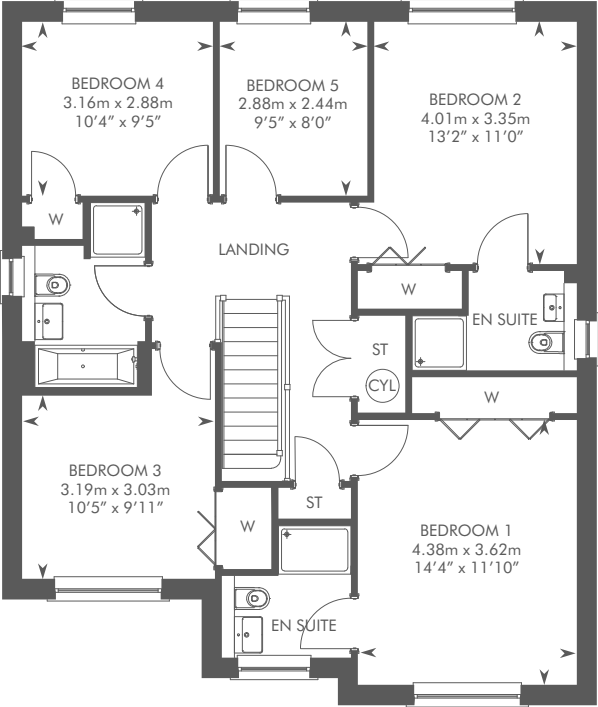 BEDROOM 4
3.16m x 2.88m
10'4" x 9'5"
BEDROOM 5
2.88m x 2.44m
9'5" x 8'0"
BEDROOM 2
4.01m x 3.35m
13'2" x 11'0"
W
LANDING
W
EN SUITE
ST
CYL
W
BEDROOM 3
3.19m x 3.03m
10'5" x 9'11"
W
ST
BEDROOM 1
4.38m x 3.62m
14'4" x 11'10"
EN SUITE